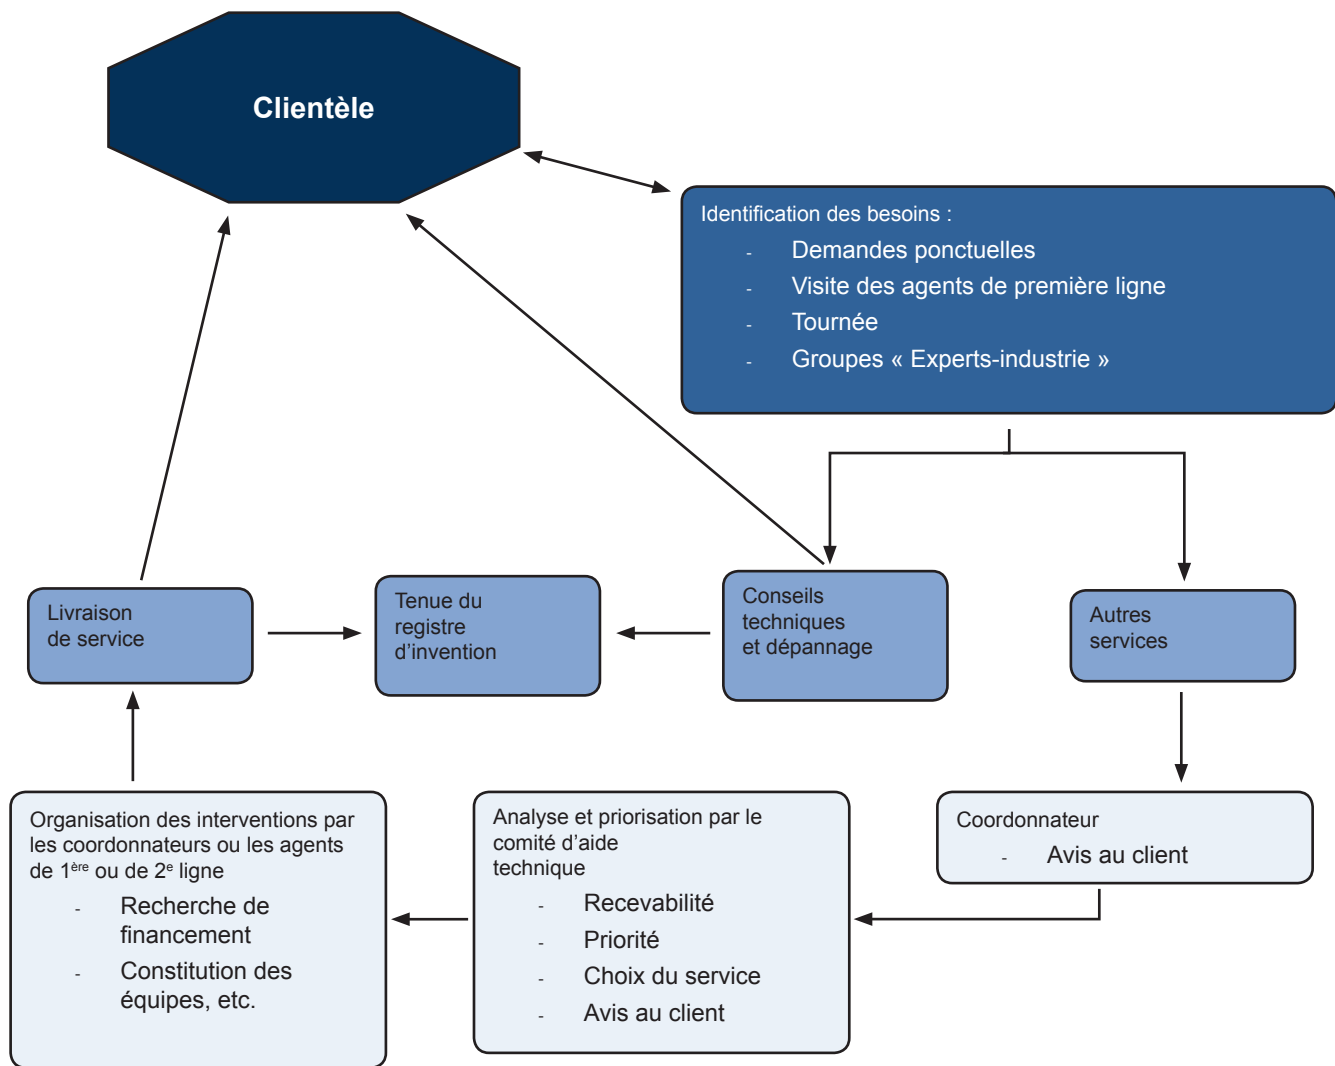 Clientèle
Identification des besoins :
- Demandes ponctuelles
- Visite des agents de première ligne
- Tournée
- Groupes « Experts-industrie »
Livraison
de service
Tenue du
registre
d’invention
Conseils
techniques
et dépannage
Autres
services
Organisation des interventions par
les coordonnateurs ou les agents
de 1ère ou de 2e ligne
- Recherche de
financement
- Constitution des
équipes, etc.
Analyse et priorisation par le
comité d’aide
technique
- Recevabilité
- Priorité
- Choix du service
- Avis au client
Coordonnateur
- Avis au client